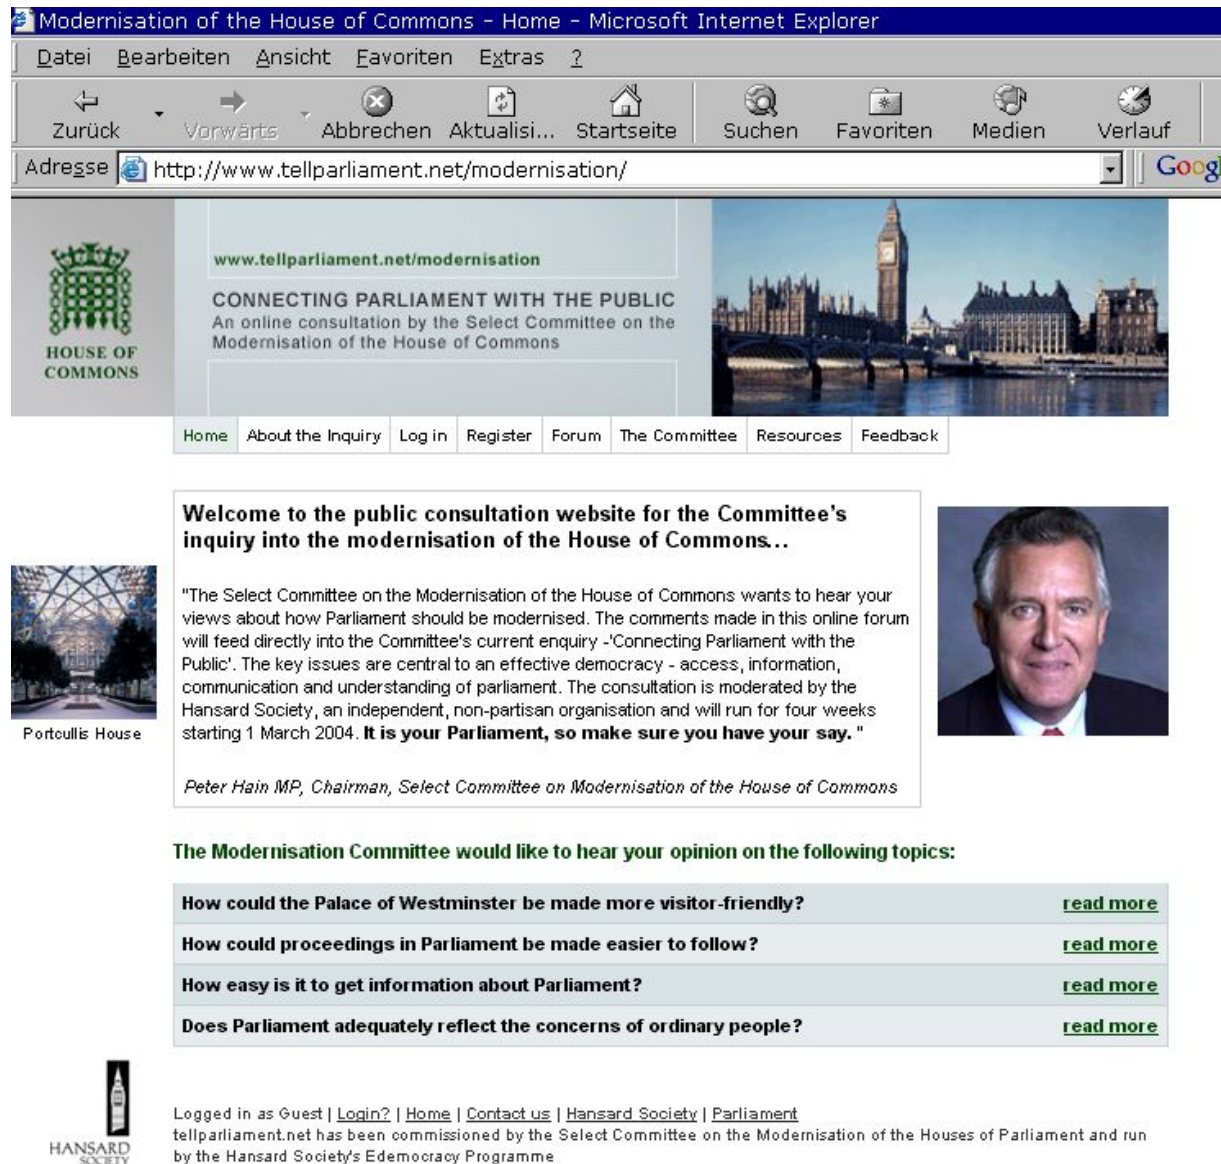 Modernisation of the House of Commons - Home - Microsoft Internet Explorer
Datei Bearbeiten Ansicht Favoriten Extras ?
Zurück Vorwärts Abbrechen Aktualisi... Startseite Suchen Favoriten Medien Verlauf
Adresse http://www.tellparliament.net/modernisation/
HOUSE OF
COMMONS
www.tellparliament.net/modernisation
CONNECTING PARLIAMENT WITH THE PUBLIC
An online consultation by the Select Committee on the
Modernisation of the House of Commons
Home About the Inquiry Log in Register Forum The Committee Resources Feedback
Welcome to the public consultation website for the Committee's
inquiry into the modernisation of the House of Commons...
"The Select Committee on the Modernisation of the House of Commons wants to hear your
views about how Parliament should be modernised. The comments made in this online forum
will feed directly into the Committee's current enquiry -'Connecting Parliament with the
Public'. The key issues are central to an effective democracy - access, information,
communication and understanding of parliament. The consultation is moderated by the
Hansard Society, an independent, non-partisan organisation and will run for four weeks
starting 1 March 2004. It is your Parliament, so make sure you have your say. "
Peter Hain MP, Chairman, Select Committee on Modernisation of the House of Commons
Portcullis House
The Modernisation Committee would like to hear your opinion on the following topics:
How could the Palace of Westminster be made more visitor-friendly? read more
How could proceedings in Parliament be made easier to follow? read more
How easy is it to get information about Parliament? read more
Does Parliament adequately reflect the concerns of ordinary people? read more
HANSARD
SOCIETY
Logged in as Guest | Login? | Home | Contact us | Hansard Society | Parliament
tellparliament.net has been commissioned by the Select Committee on the Modernisation of the Houses of Parliament and run
by the Hansard Society's Edemocracy Programme